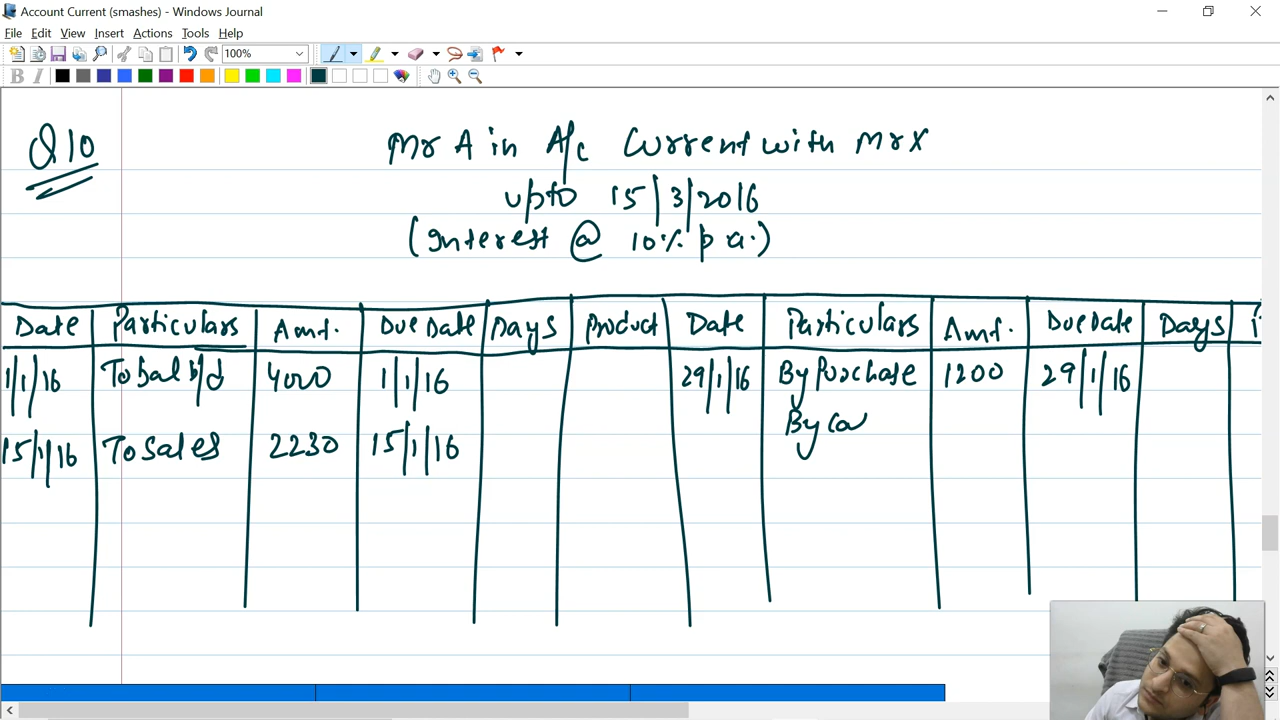 Account Current (smashes) - Windows Journal
File Edit View Insert Actions Tools Help
100%
B I
Q10
Mr A in A/c Current with Mr X
upto 15/3/2016
(Interest @ 10% p.a.)
Date Particulars Amt. Due Date Days Product Date Particulars Amt. Due Date Days
1/1/16 To bal b/d 4000 1/1/16 29/1/16 By Purchase 1200 29/1/16
By Ca
15/1/16 To Sales 2230 15/1/16